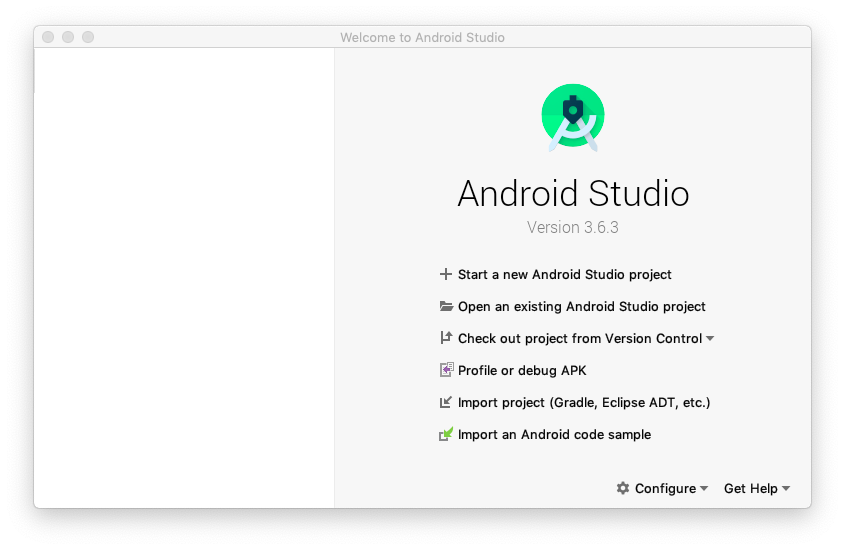 Welcome to Android Studio
Android Studio
Version 3.6.3
Start a new Android Studio project
Open an existing Android Studio project
Check out project from Version Control
Profile or debug APK
Import project (Gradle, Eclipse ADT, etc.)
Import an Android code sample
Configure Get Help